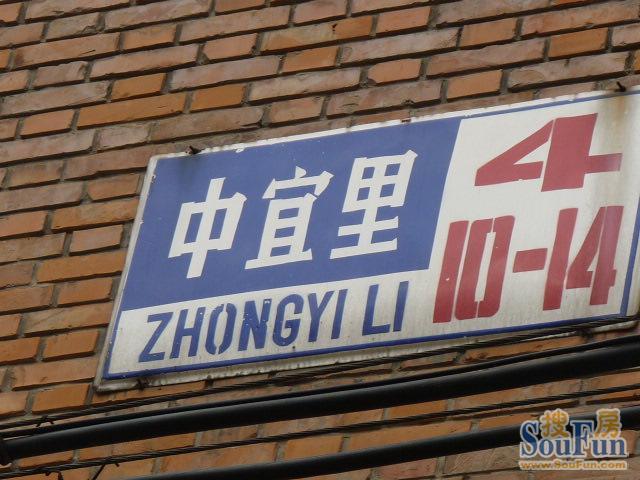 中宜里
4
ZHONGYI LI
10-14
搜房
SouFun
www.SouFun.com